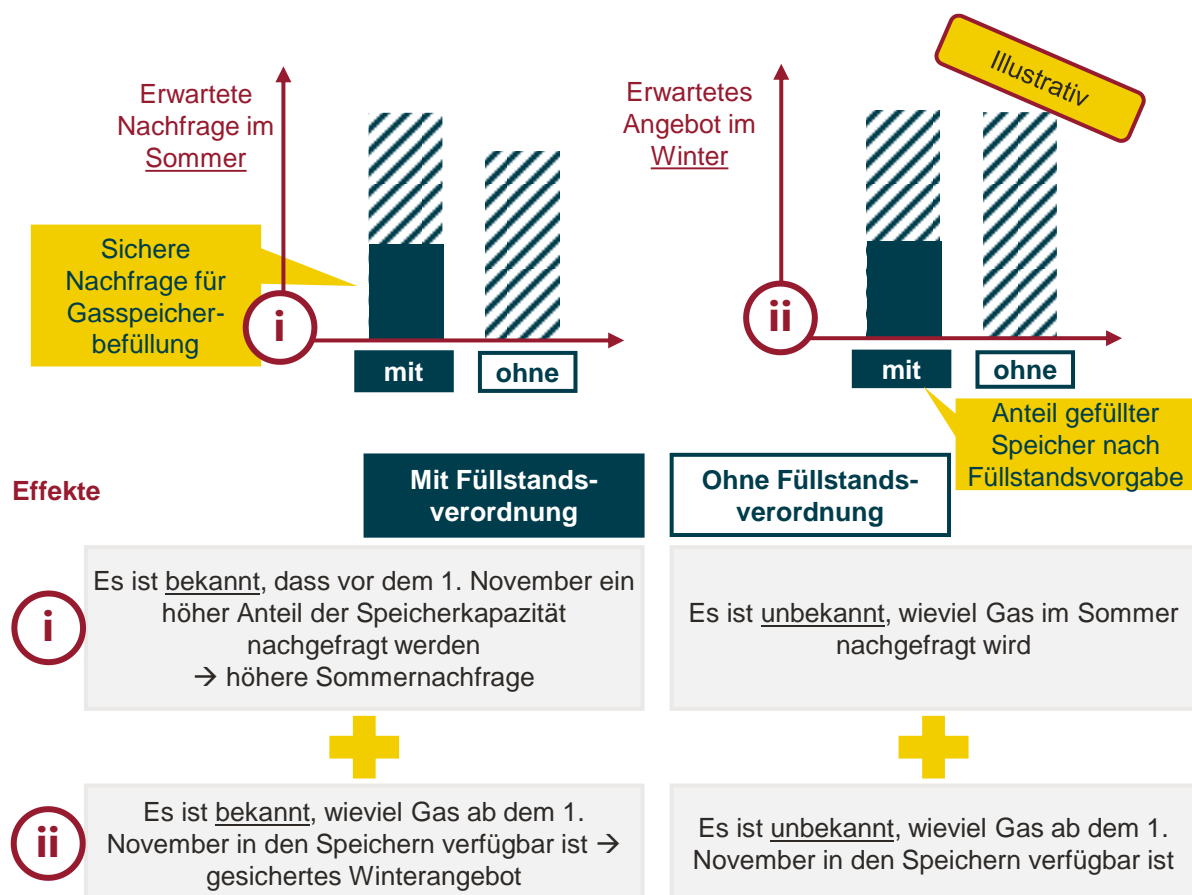 Erwartete
Nachfrage im
Sommer
Erwartetes
Angebot im
Winter
Illustrativ
Sichere
Nachfrage für
Gasspeicher-
befüllung
i
ii
mit
ohne
mit
ohne
Anteil gefüllter
Speicher nach
Füllstandsvorgabe
Effekte
Mit Füllstands-
verordnung
Ohne Füllstands-
verordnung
i
Es ist bekannt, dass vor dem 1. November ein
höher Anteil der Speicherkapazität
nachgefragt werden
→ höhere Sommernachfrage
Es ist unbekannt, wieviel Gas im Sommer
nachgefragt wird
ii
Es ist bekannt, wieviel Gas ab dem 1.
November in den Speichern verfügbar ist →
gesichertes Winterangebot
Es ist unbekannt, wieviel Gas ab dem 1.
November in den Speichern verfügbar ist